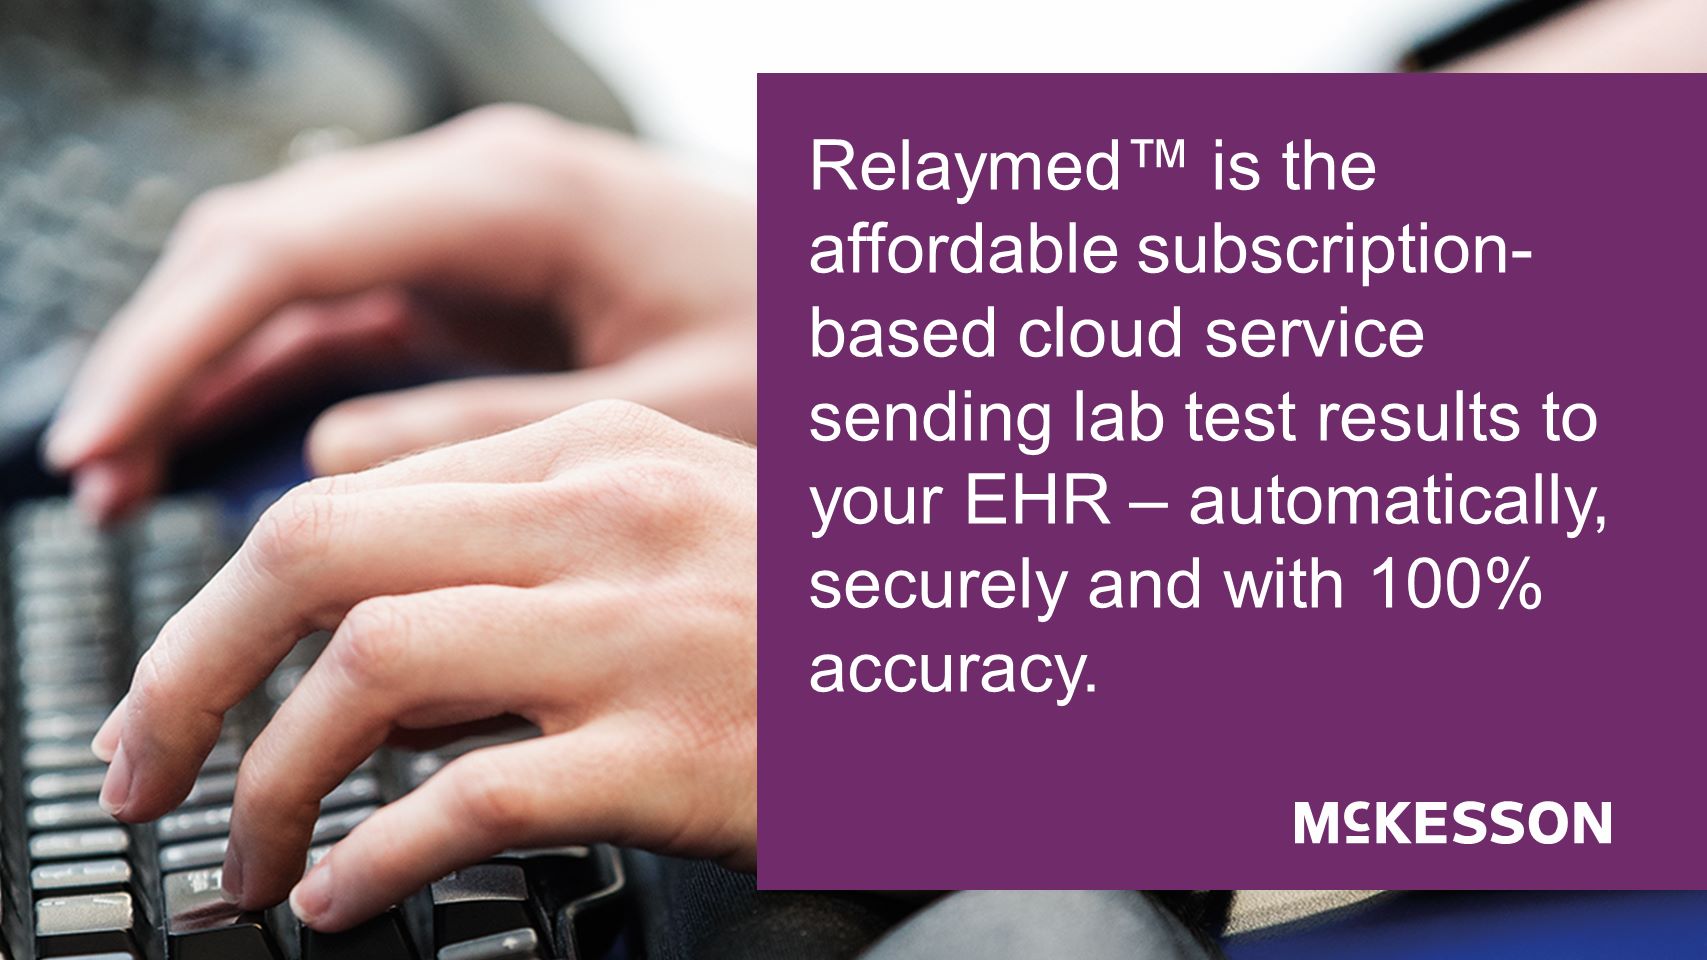 Relaymed™ is the
affordable subscription-
based cloud service
sending lab test results to
your EHR – automatically,
securely and with 100%
accuracy.
MCKESSON